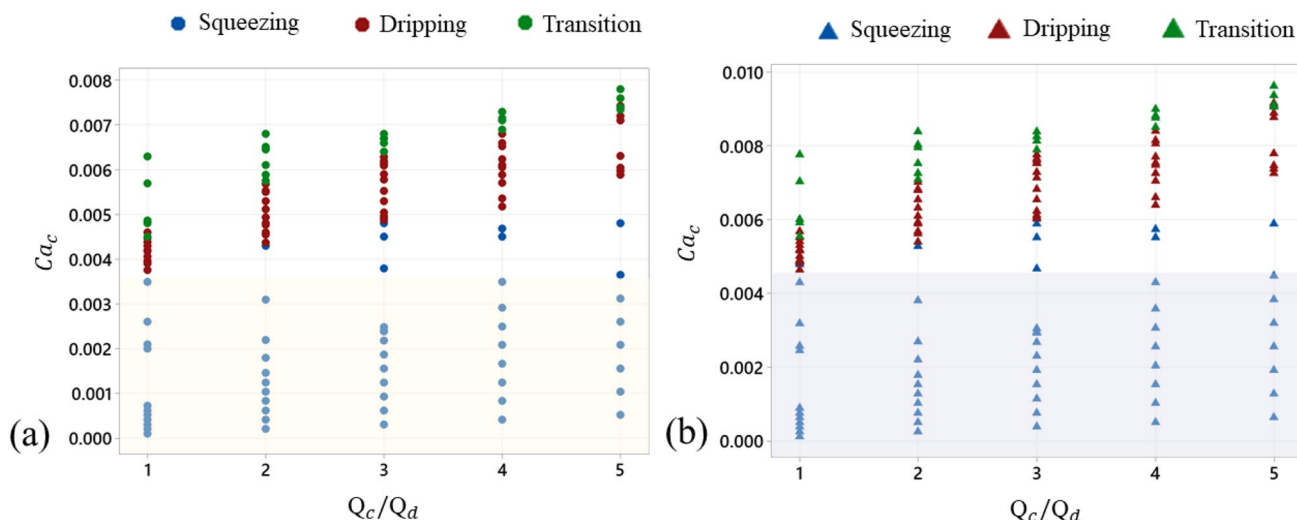 Squeezing Dripping Transition
0.008
0.007
0.006
0.005
0.004
0.003
0.002
0.001
0.000
Ca_c
1 2 3 4 5
Q_c/Q_d
(a)
Squeezing Dripping Transition
0.010
0.008
0.006
0.004
0.002
0.000
Ca_c
1 2 3 4 5
Q_c/Q_d
(b)